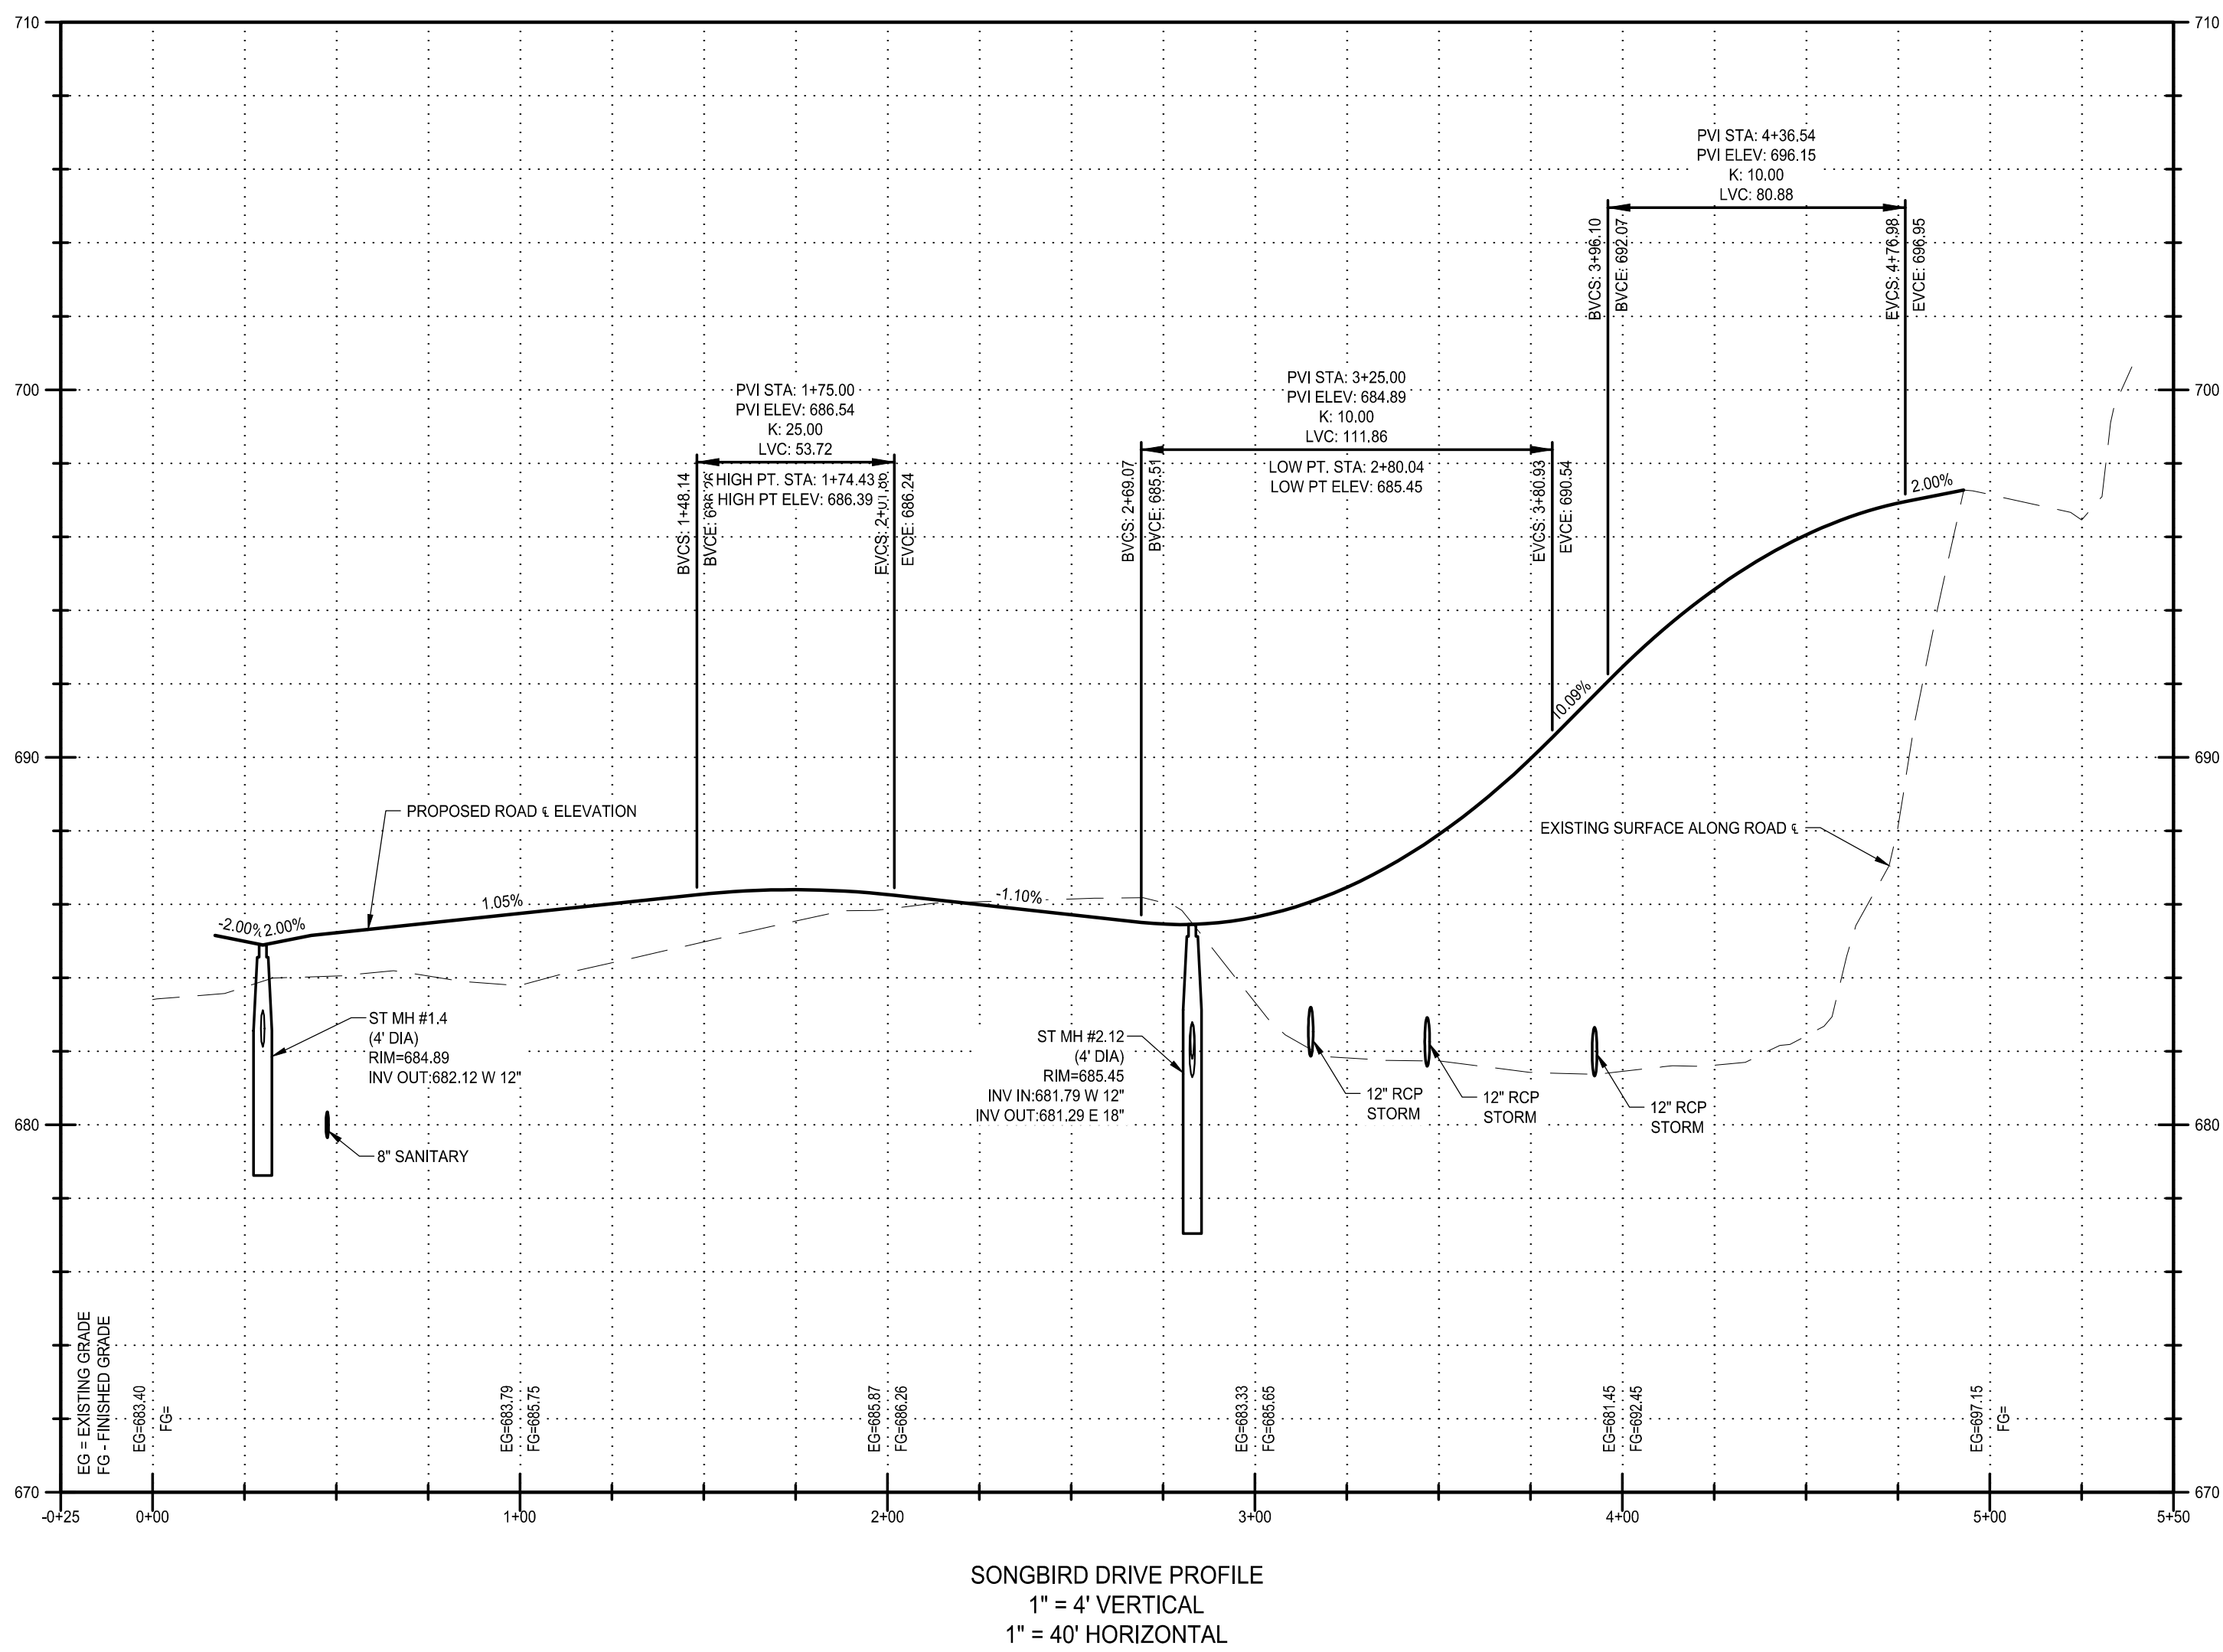 710
710
PVI STA: 4+36.54
PVI ELEV: 696.15
K: 10.00
LVC: 80.88
BVCS: 3+96.10
BVCE: 692.07
EVCS: 4+76.98
EVCE: 696.95
700
700
PVI STA: 1+75.00
PVI ELEV: 686.54
K: 25.00
LVC: 53.72
HIGH PT. STA: 1+74.43
HIGH PT ELEV: 686.39
BVCS: 1+48.14
BVCE: 686.26
EVCS: 2+01.86
EVCE: 686.24
PVI STA: 3+25.00
PVI ELEV: 684.89
K: 10.00
LVC: 111.86
LOW PT. STA: 2+80.04
LOW PT ELEV: 685.45
BVCS: 2+69.07
BVCE: 685.51
EVCS: 3+80.93
EVCE: 690.54
2.00%
10.09%
690
690
PROPOSED ROAD ℄ ELEVATION
EXISTING SURFACE ALONG ROAD ℄
-2.00%
2.00%
1.05%
-1.10%
ST MH #1.4
(4' DIA)
RIM=684.89
INV OUT:682.12 W 12"
8" SANITARY
ST MH #2.12
(4' DIA)
RIM=685.45
INV IN:681.79 W 12"
INV OUT:681.29 E 18"
12" RCP
STORM
12" RCP
STORM
12" RCP
STORM
680
680
EG = EXISTING GRADE
FG - FINISHED GRADE
EG=683.40
FG=
EG=683.79
FG=685.75
EG=685.87
FG=686.26
EG=683.33
FG=685.65
EG=681.45
FG=692.45
EG=697.15
FG=
670
670
-0+25
0+00
1+00
2+00
3+00
4+00
5+00
5+50
SONGBIRD DRIVE PROFILE
1" = 4' VERTICAL
1" = 40' HORIZONTAL